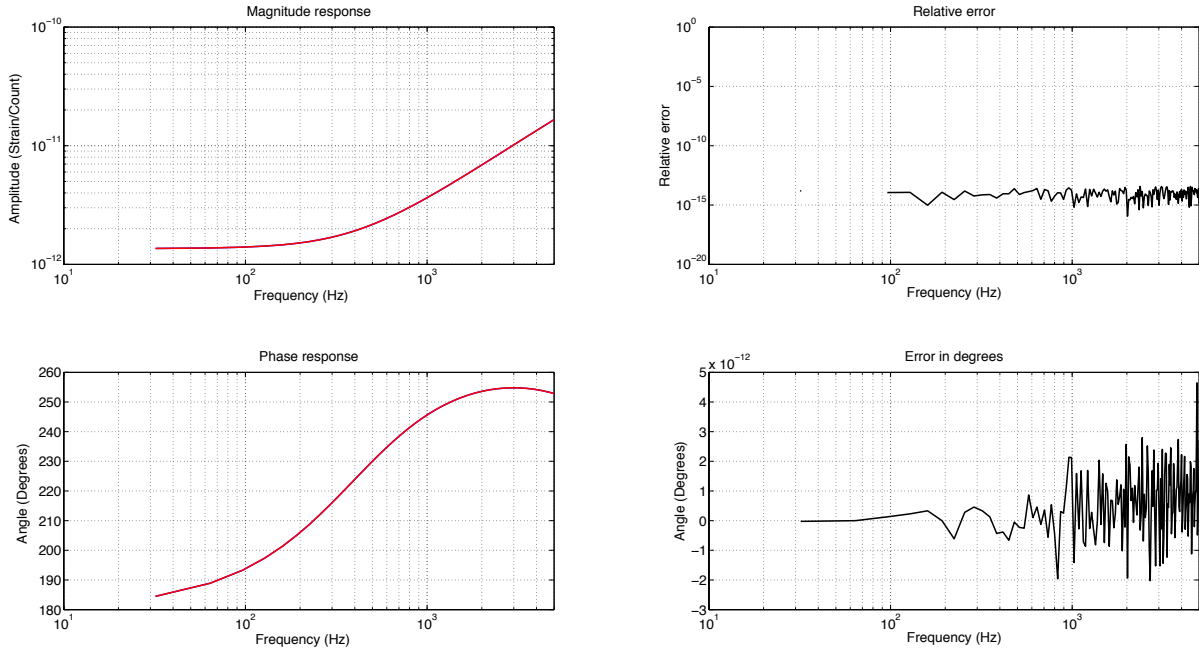 Magnitude response
10^-10
10^-11
10^-12
Amplitude (Strain/Count)
10^1
10^2
10^3
Frequency (Hz)
Relative error
10^0
10^-5
10^-10
10^-15
10^-20
Relative error
10^1
10^2
10^3
Frequency (Hz)
Phase response
260
250
240
230
220
210
200
190
180
Angle (Degrees)
10^1
10^2
10^3
Frequency (Hz)
Error in degrees
x 10^-12
5
4
3
2
1
0
−1
−2
−3
Angle (Degrees)
10^1
10^2
10^3
Frequency (Hz)